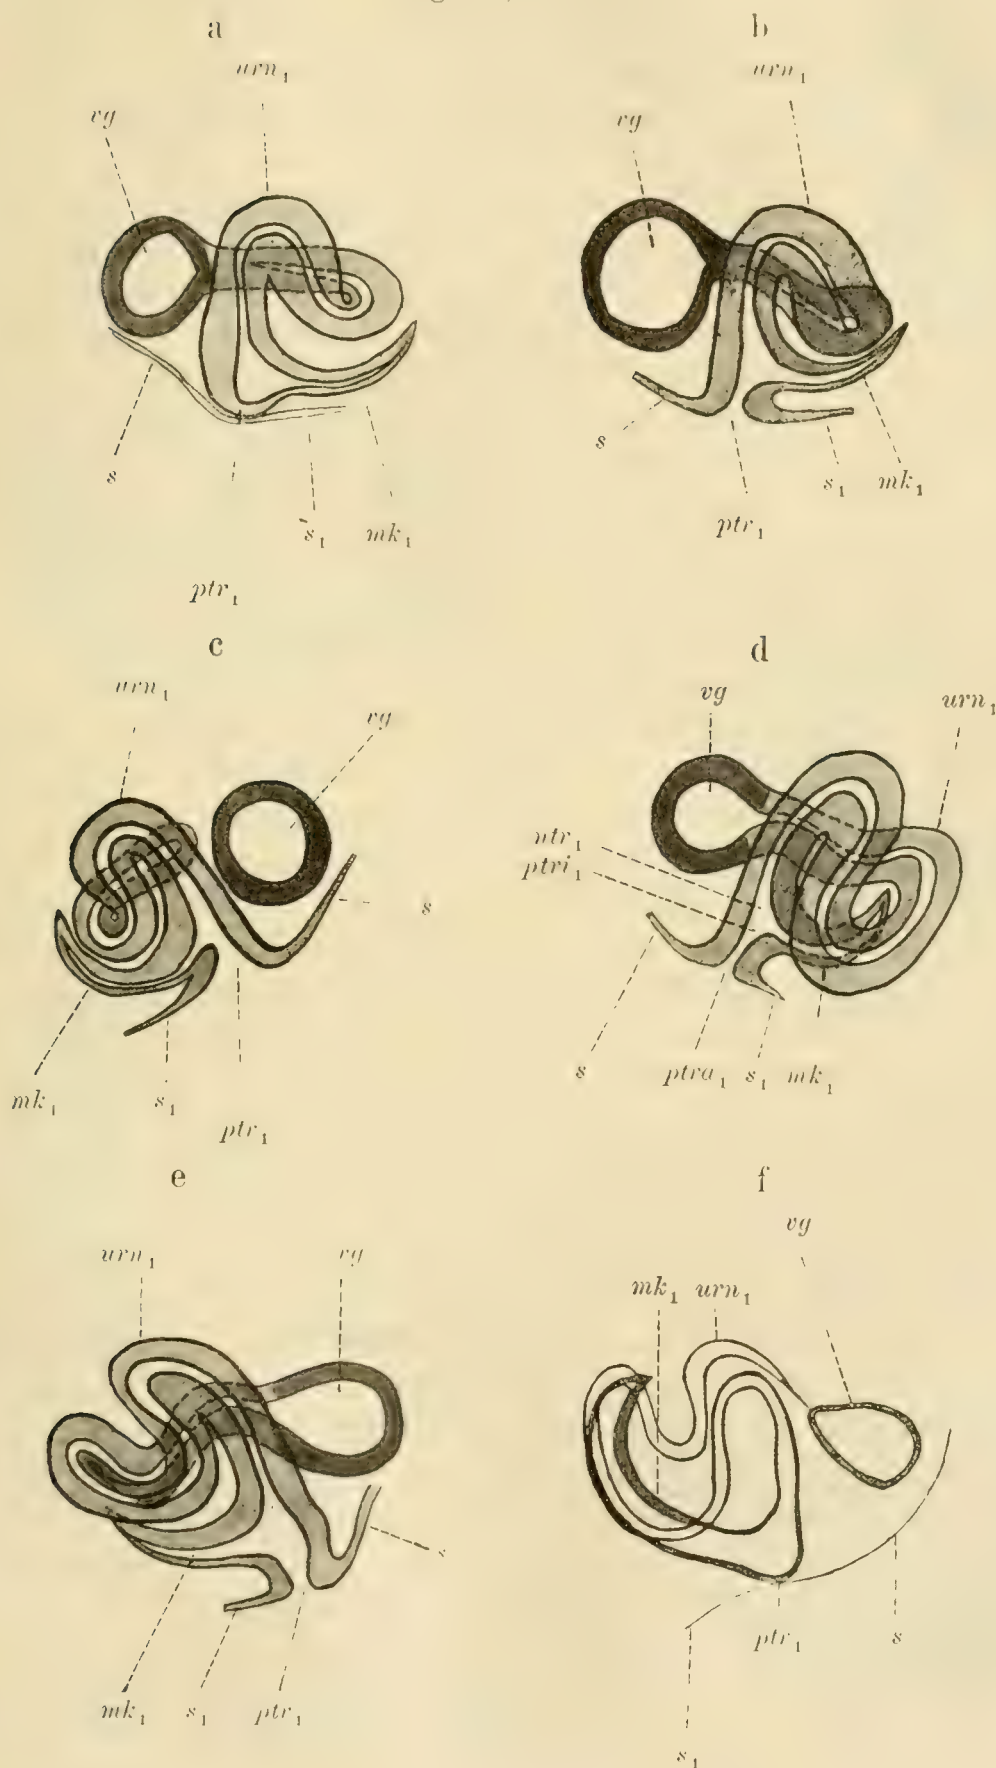 a
urn₁
vg
s
s₁
mk₁
ptr₁
b
urn₁
vg
s
s₁
mk₁
ptr₁
c
urn₁
vg
s
mk₁
s₁
ptr₁
d
vg
urn₁
ntr₁
ptri₁
s
ptra₁
s₁
mk₁
e
urn₁
vg
s
mk₁
s₁
ptr₁
f
vg
mk₁
urn₁
ptr₁
s
s₁